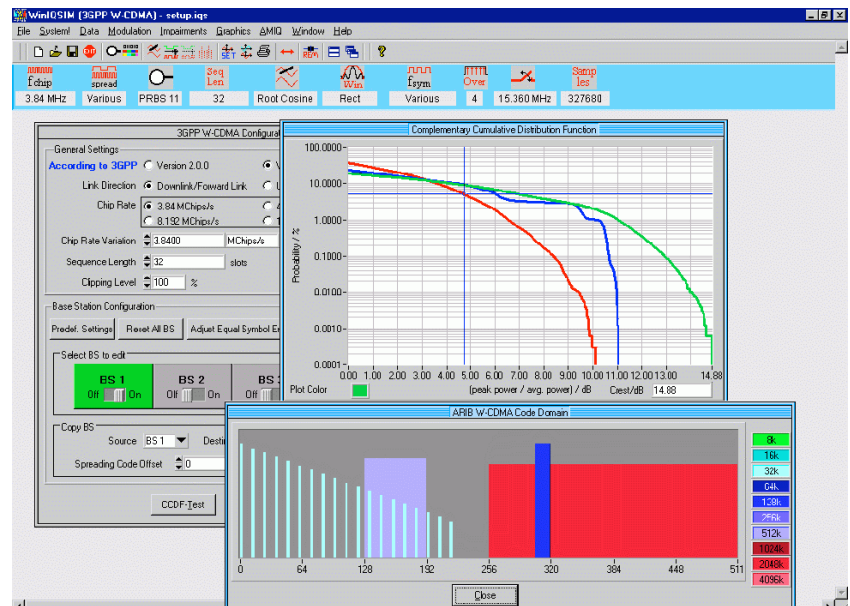 WinIQSIM (3GPP W-CDMA) - setup.iqs
File System! Data Modulation Impairments Graphics AMIQ Window Help
SET
REM
?
f chip
spread
Seq Len
Win
fsym
Over
Samp les
3.84 MHz Various PRBS 11 32 Root Cosine Rect Various 4 15.360 MHz 327680
3GPP W-CDMA Configurat
General Settings
According to 3GPP Version 2.0.0 V
Link Direction Downlink/Forward Link U
Chip Rate 3.84 MChips/s 4
8.192 MChips/s 1
Chip Rate Variation 3.8400 MChips/s
Sequence Length 32 slots
Clipping Level 100 %
Base Station Configuration
Predef. Settings Reset All BS Adjust Equal Symbol En
Select BS to edit
BS 1 BS 2 BS 3
Off On Off On Off
Copy BS
Source BS 1 Desti
Spreading Code Offset 0
CCDF-Test
Complementary Cumulative Distribution Function
100.0000-
10.0000-
1.0000-
0.1000-
0.0100-
0.0010-
0.0001-
Probability / %
0.00 1.00 2.00 3.00 4.00 5.00 6.00 7.00 8.00 9.00 10.00 11.00 12.00 13.00 14.88
Plot Color (peak power / avg. power) / dB Crest/dB 14.88
ARIB W-CDMA Code Domain
8k
16k
32k
64k
128k
256k
512k
1024k
2048k
4096k
0 64 128 192 256 320 384 448 511
Close